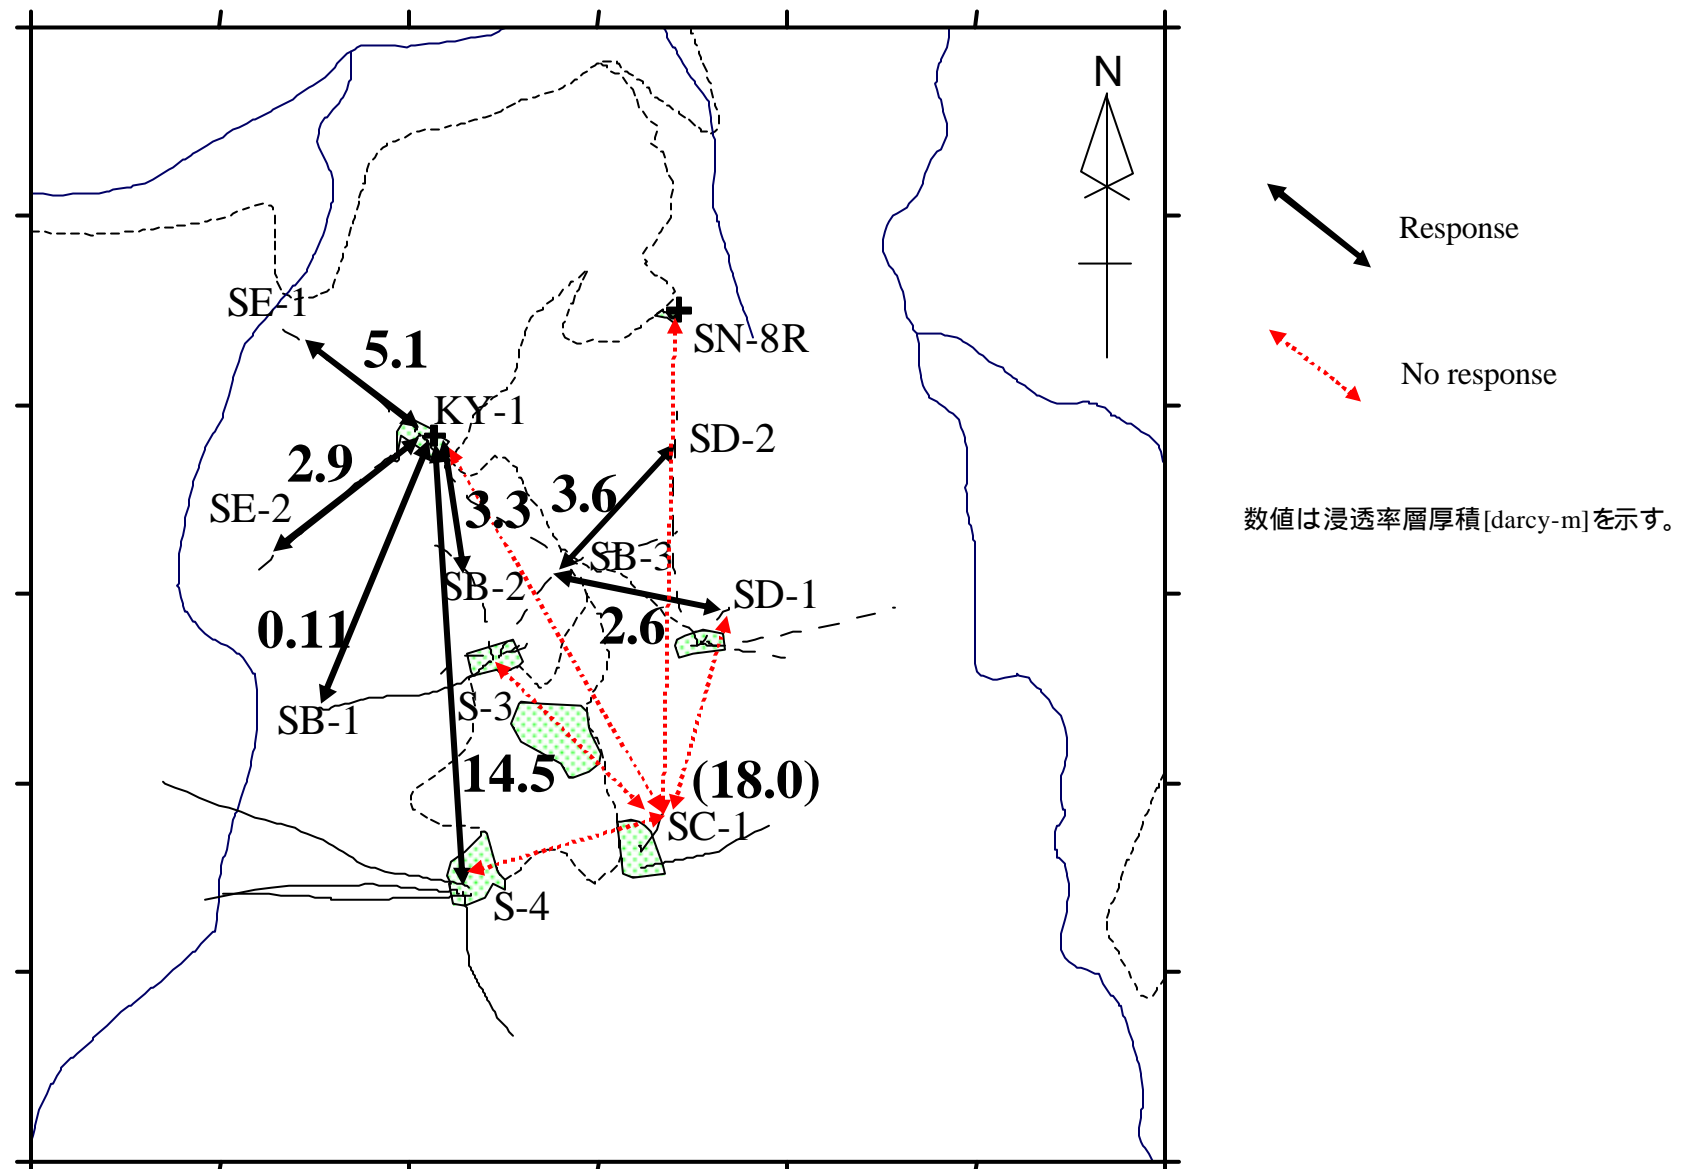 N
Response
SE-1
5.1
SN-8R
No response
KY-1
SD-2
2.9
3.3
3.6
SE-2
数値は浸透率層厚積[darcy-m]を示す。
SB-3
SB-2
SD-1
0.11
2.6
S-3
SB-1
14.5
(18.0)
SC-1
S-4